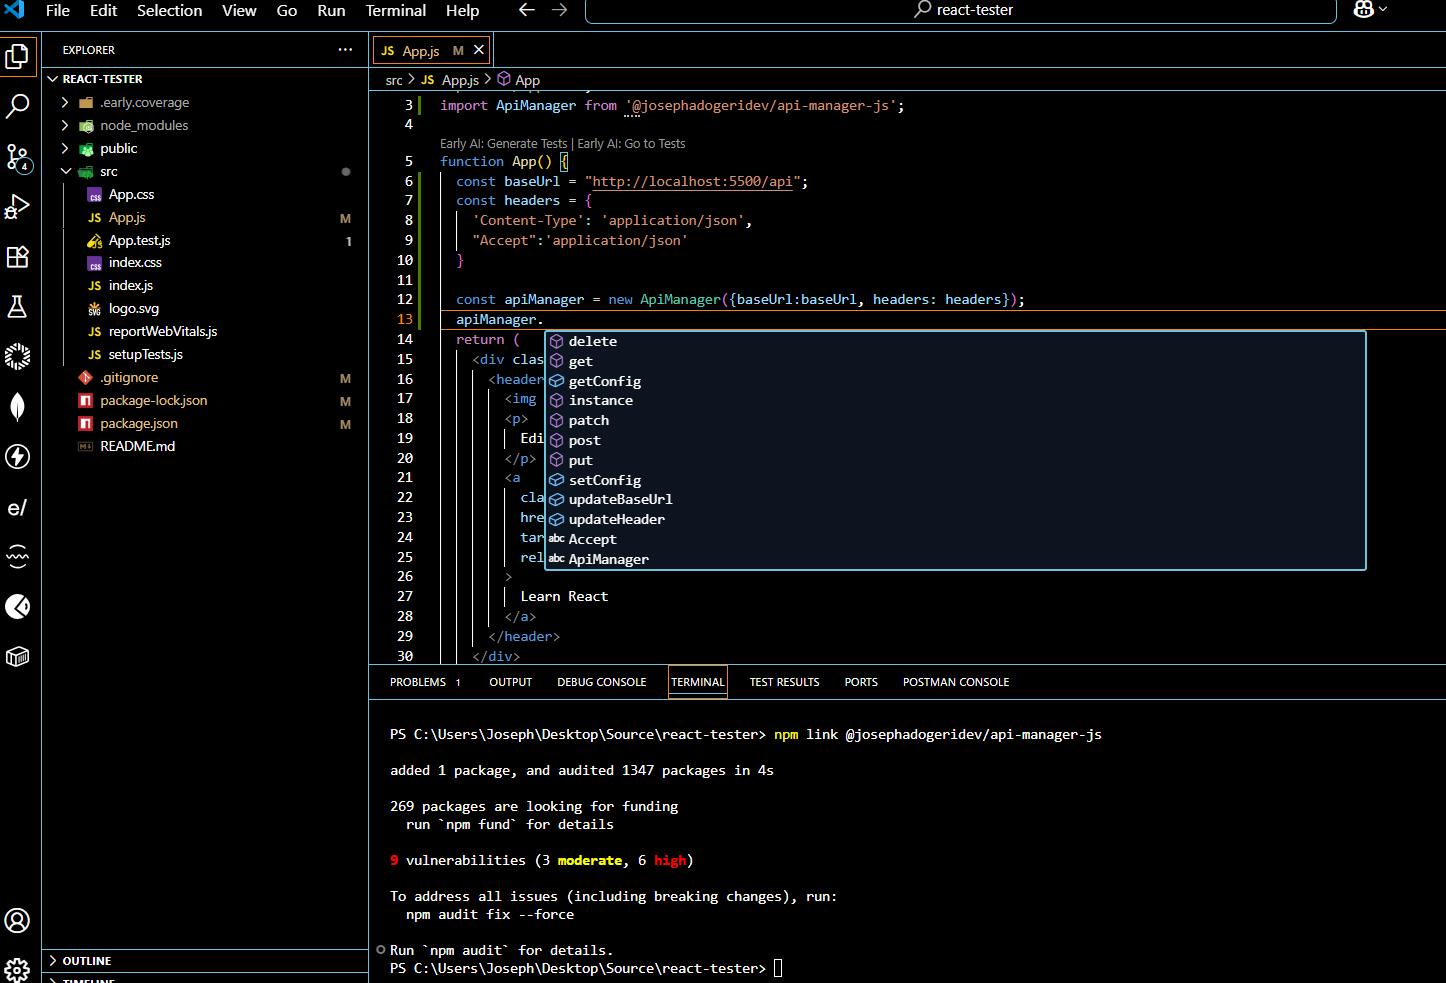 File Edit Selection View Go Run Terminal Help
react-tester
EXPLORER
REACT-TESTER
.early.coverage
node_modules
public
src
App.css
App.js M
App.test.js 1
index.css
index.js
logo.svg
reportWebVitals.js
setupTests.js
.gitignore M
package-lock.json M
package.json M
README.md
OUTLINE
TIMELINE
4
JS App.js M
src > JS App.js > App
3 import ApiManager from '@josephadogeridev/api-manager-js';
4
Early AI: Generate Tests | Early AI: Go to Tests
5 function App() {
6 const baseUrl = "http://localhost:5500/api";
7 const headers = {
8 'Content-Type': 'application/json',
9 "Accept":'application/json'
10 }
11
12 const apiManager = new ApiManager({baseUrl:baseUrl, headers: headers});
13 apiManager.
14 return (
15 <div clas
16 <header
17 <img
18 <p>
19 Edi
20 </p>
21 <a
22 cla
23 hre
24 tar
25 rel
26 >
27 Learn React
28 </a>
29 </header>
30 </div>
delete
get
getConfig
instance
patch
post
put
setConfig
updateBaseUrl
updateHeader
abc Accept
abc ApiManager
PROBLEMS 1 OUTPUT DEBUG CONSOLE TERMINAL TEST RESULTS PORTS POSTMAN CONSOLE
PS C:\Users\Joseph\Desktop\Source\react-tester> npm link @josephadogeridev/api-manager-js
added 1 package, and audited 1347 packages in 4s
269 packages are looking for funding
run `npm fund` for details
9 vulnerabilities (3 moderate, 6 high)
To address all issues (including breaking changes), run:
npm audit fix --force
Run `npm audit` for details.
PS C:\Users\Joseph\Desktop\Source\react-tester>